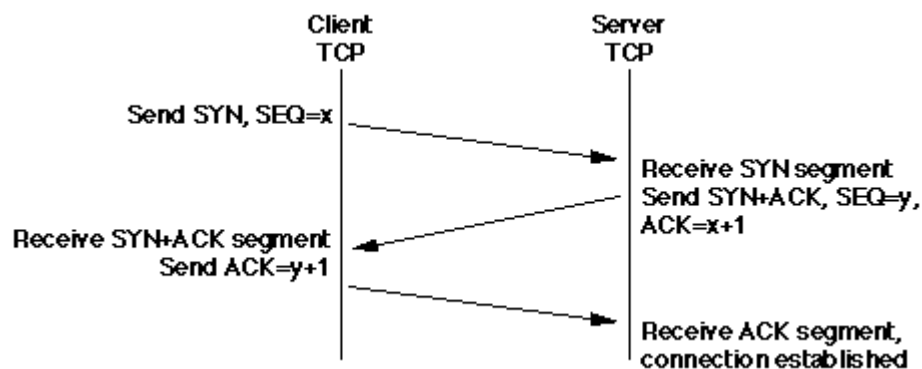 Client
TCP
Server
TCP
Send SYN, SEQ=x
Receive SYN segment
Send SYN+ACK, SEQ=y,
ACK=x+1
Receive SYN+ACK segment
Send ACK=y+1
Receive ACK segment,
connection established